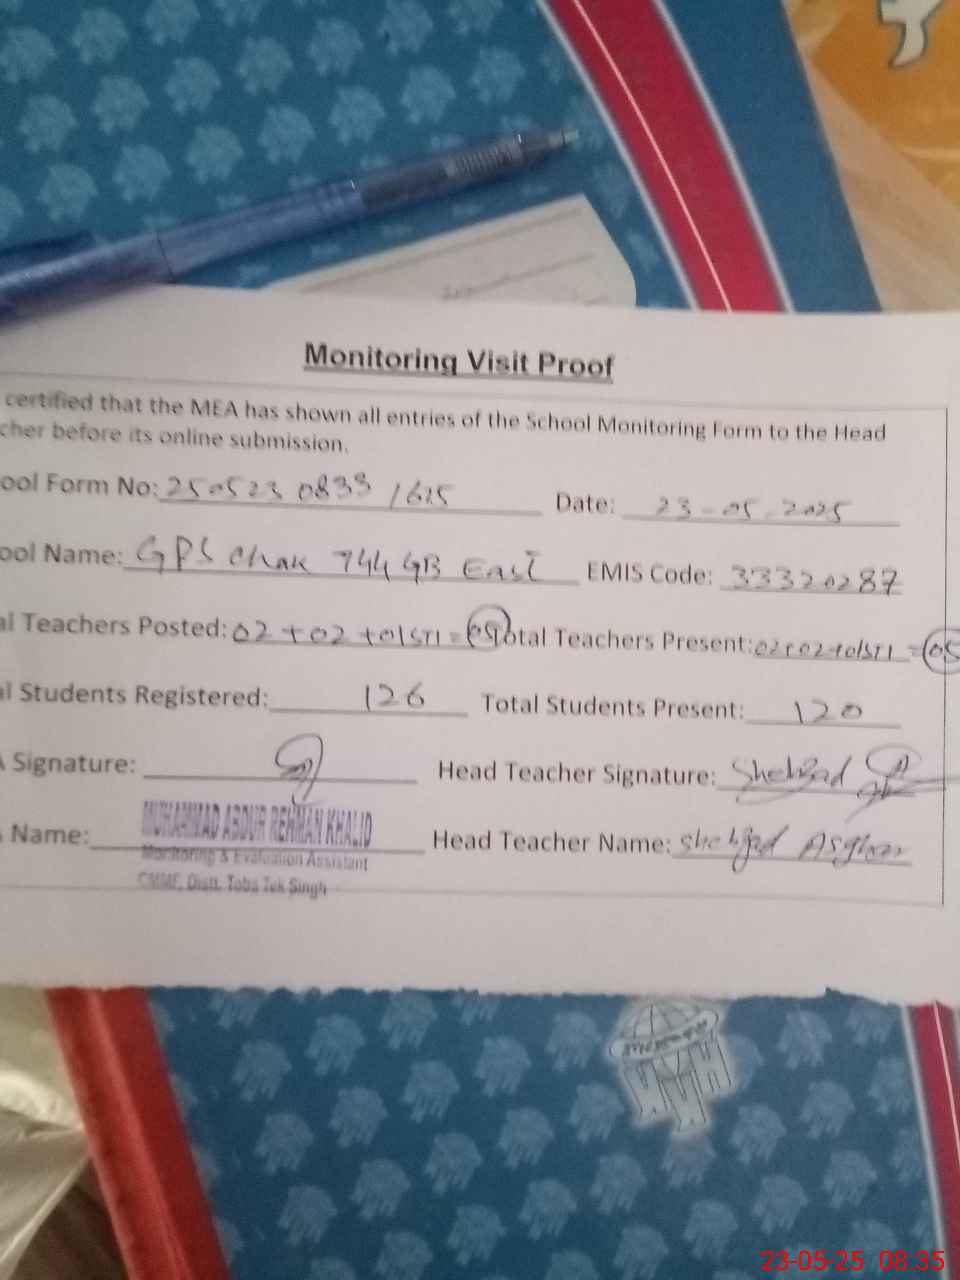 Monitoring Visit Proof
certified that the MEA has shown all entries of the School Monitoring Form to the Head
cher before its online submission.
ool Form No: 250523 0833 1615 Date: 23-05-2025
ool Name: GPS Chak 744 GB East EMIS Code: 33320287
al Teachers Posted: 02+02+01STI=05 Total Teachers Present: 02+02+01STI=05
al Students Registered: 126 Total Students Present: 120
A Signature: Head Teacher Signature: Shehzad
Name: MUHAMMAD ABDUR REHMAN KHALID Head Teacher Name: Shehzad Asghar
Monitoring & Evaluation Assistant
CMMF, Distt. Toba Tek Singh
23-05-25 08:35